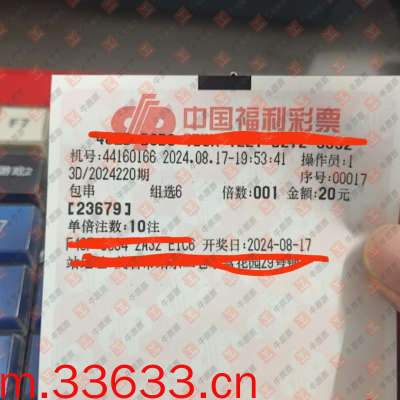 中国福利彩票
机号:44160166 2024.08.17-19:53:41 操作员:1
3D/2024220期 序号:00017
包串 组选6 倍数:001 金额:20元
[23679]
单倍注数:10注
2A32 E1C6 开奖日:2024-08-17
m.33633.cn
F7